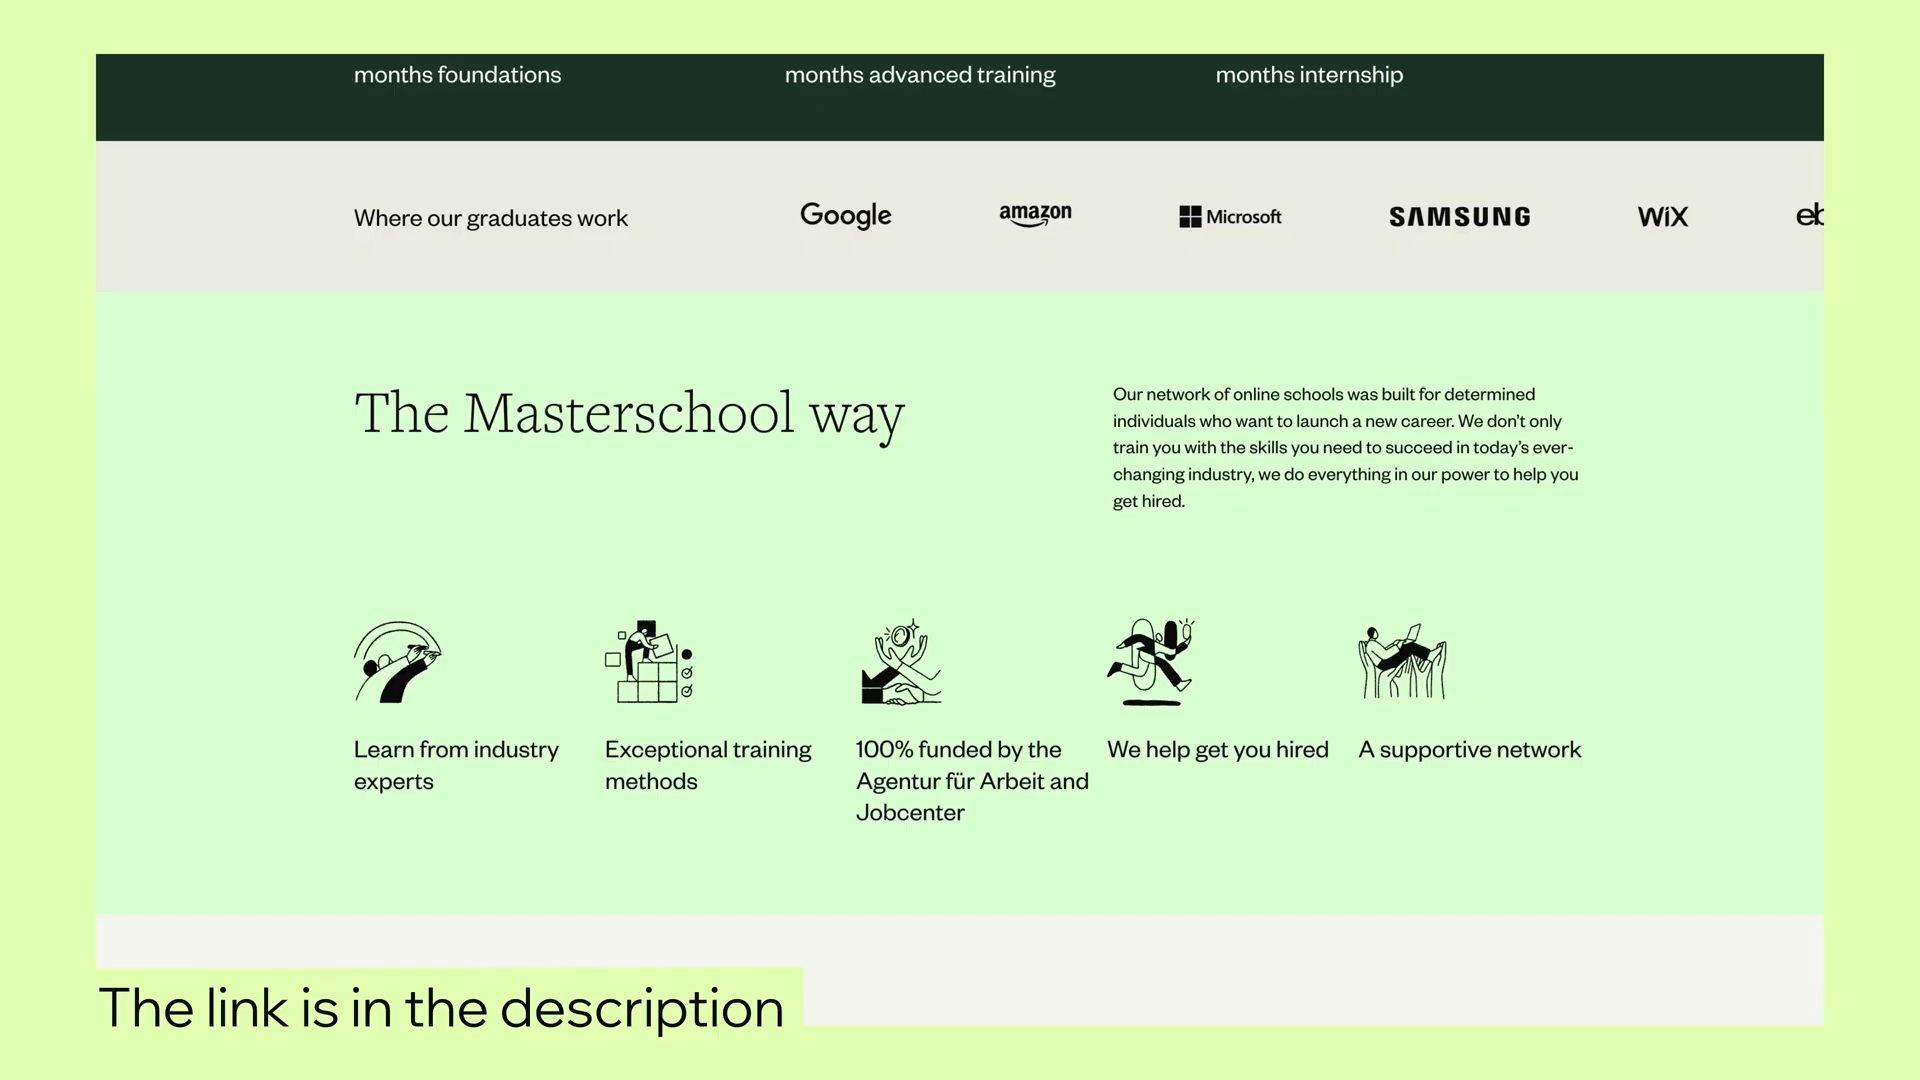 months foundations
months advanced training
months internship
Where our graduates work
Google
amazon
Microsoft
SAMSUNG
WiX
eb
The Masterschool way
Our network of online schools was built for determined
individuals who want to launch a new career. We don’t only
train you with the skills you need to succeed in today’s ever-
changing industry, we do everything in our power to help you
get hired.
Learn from industry
experts
Exceptional training
methods
100% funded by the
Agentur für Arbeit and
Jobcenter
We help get you hired
A supportive network
The link is in the description